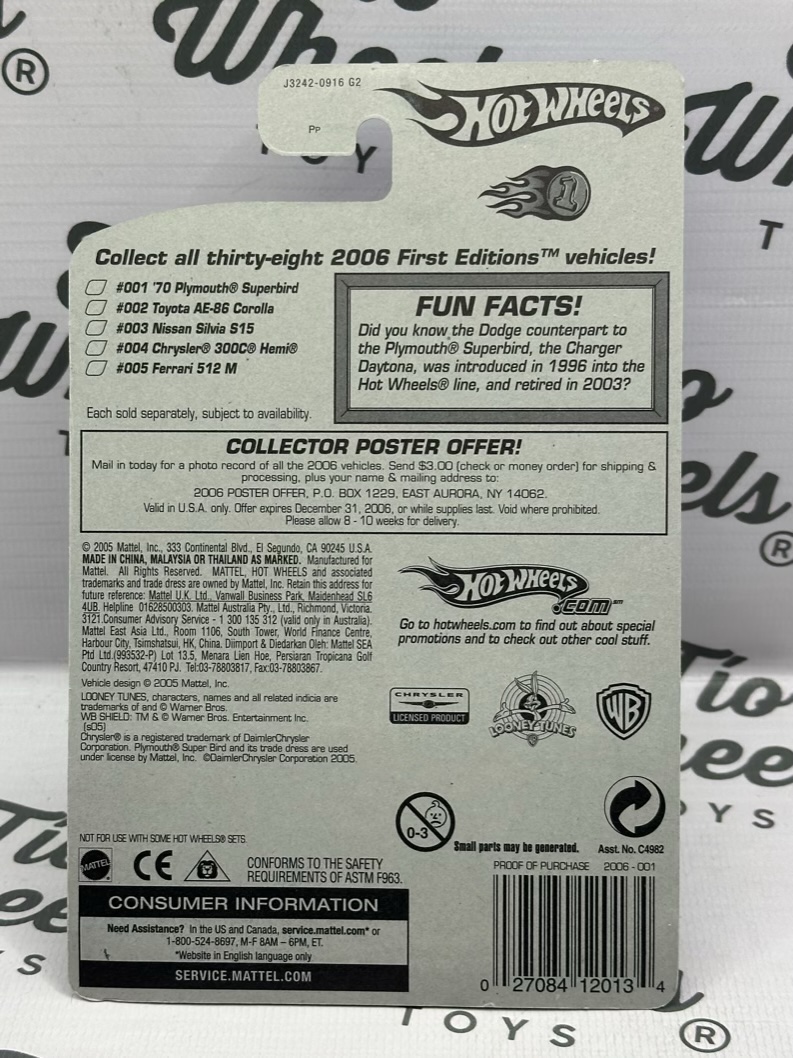 J3242-0916 G2
PP
HOT WHEELS
1
Collect all thirty-eight 2006 First Editions™ vehicles!
#001 '70 Plymouth® Superbird
#002 Toyota AE-86 Corolla
#003 Nissan Silvia S15
#004 Chrysler® 300C® Hemi®
#005 Ferrari 512 M
Each sold separately, subject to availability.
FUN FACTS!
Did you know the Dodge counterpart to
the Plymouth® Superbird, the Charger
Daytona, was introduced in 1996 into the
Hot Wheels® line, and retired in 2003?
COLLECTOR POSTER OFFER!
Mail in today for a photo record of all the 2006 vehicles. Send $3.00 (check or money order) for shipping &
processing, plus your name & mailing address to:
2006 POSTER OFFER, P.O. BOX 1229, EAST AURORA, NY 14062.
Valid in U.S.A. only. Offer expires December 31, 2006, or while supplies last. Void where prohibited.
Please allow 8 - 10 weeks for delivery.
© 2005 Mattel, Inc., 333 Continental Blvd., El Segundo, CA 90245 U.S.A.
MADE IN CHINA, MALAYSIA OR THAILAND AS MARKED. Manufactured for
Mattel. All Rights Reserved. MATTEL, HOT WHEELS and associated
trademarks and trade dress are owned by Mattel, Inc. Retain this address for
future reference: Mattel U.K. Ltd., Vanwall Business Park, Maidenhead SL6
4UB. Helpline 01628500303. Mattel Australia Pty., Ltd., Richmond, Victoria.
3121.Consumer Advisory Service - 1 300 135 312 (valid only in Australia).
Mattel East Asia Ltd., Room 1106, South Tower, World Finance Centre,
Harbour City, Tsimshatsui, HK, China. Diimport & Diedarkan Oleh: Mattel SEA
Ptd Ltd.(993532-P) Lot 13.5, Menara Lien Hoe, Persiaran Tropicana Golf
Country Resort, 47410 PJ. Tel:03-78803817, Fax:03-78803867.
Vehicle design © 2005 Mattel, Inc.
LOONEY TUNES, characters, names and all related indicia are
trademarks of and © Warner Bros.
WB SHIELD: TM & © Warner Bros. Entertainment Inc.
(s05)
Chrysler® is a registered trademark of DaimlerChrysler
Corporation. Plymouth® Super Bird and its trade dress are used
under license by Mattel, Inc. ©DaimlerChrysler Corporation 2005.
HOT WHEELS
.COM℠
Go to hotwheels.com to find out about special
promotions and to check out other cool stuff.
CHRYSLER
LICENSED PRODUCT
LOONEY TUNES
WB
0-3
Small parts may be generated.
Asst. No. C4982
NOT FOR USE WITH SOME HOT WHEELS® SETS.
MATTEL
CE
CONFORMS TO THE SAFETY
REQUIREMENTS OF ASTM F963.
CONSUMER INFORMATION
Need Assistance? In the US and Canada, service.mattel.com* or
1-800-524-8697, M-F 8AM – 6PM, ET.
*Website in English language only
SERVICE.MATTEL.COM
PROOF OF PURCHASE 2006 - 001
0 27084 12013 4
TOYS ®